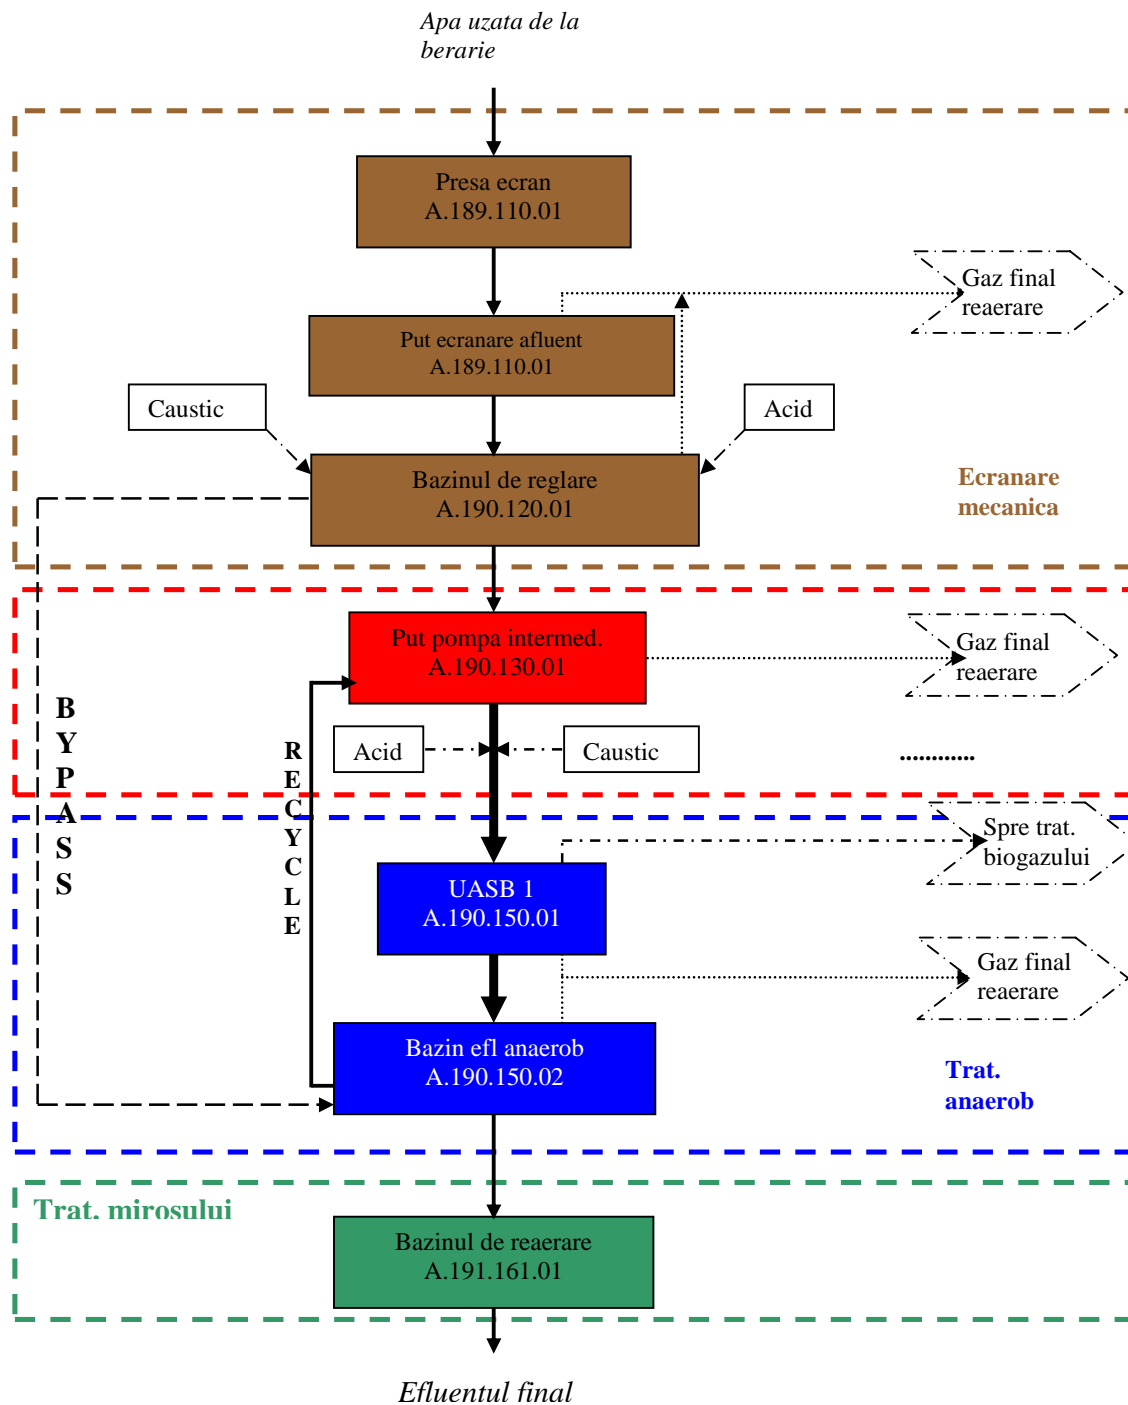 Apa uzata de la
berarie
Presa ecran
A.189.110.01
Gaz final
reaerare
Put ecranare afluent
A.189.110.01
Caustic
Acid
Bazinul de reglare
A.190.120.01
Ecranare
mecanica
Put pompa intermed.
A.190.130.01
Gaz final
reaerare
BYPASS
RECYCLE
Acid
Caustic
............
Spre trat.
biogazului
UASB 1
A.190.150.01
Gaz final
reaerare
Bazin efl anaerob
A.190.150.02
Trat.
anaerob
Trat. mirosului
Bazinul de reaerare
A.191.161.01
Efluentul final